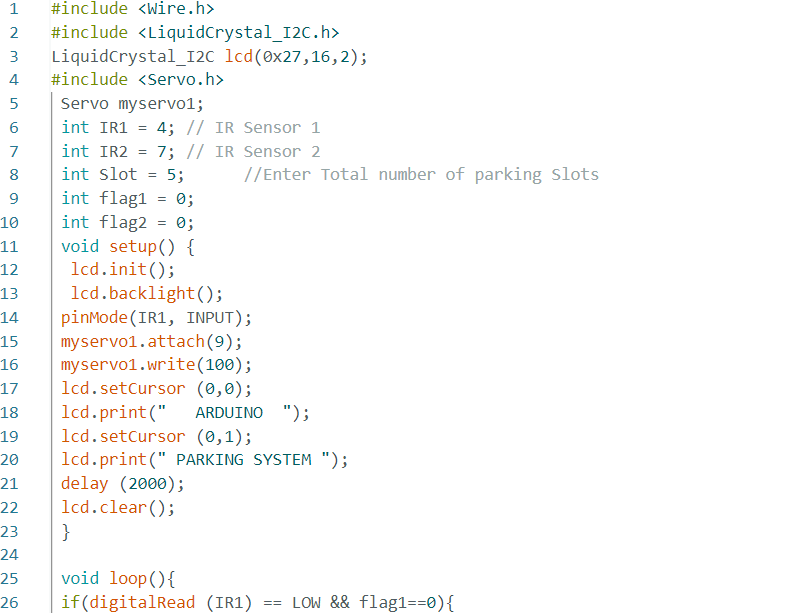 1 #include <Wire.h>
2 #include <LiquidCrystal_I2C.h>
3 LiquidCrystal_I2C lcd(0x27,16,2);
4 #include <Servo.h>
5 Servo myservo1;
6 int IR1 = 4; // IR Sensor 1
7 int IR2 = 7; // IR Sensor 2
8 int Slot = 5;      //Enter Total number of parking Slots
9 int flag1 = 0;
10 int flag2 = 0;
11 void setup() {
12  lcd.init();
13  lcd.backlight();
14 pinMode(IR1, INPUT);
15 myservo1.attach(9);
16 myservo1.write(100);
17 lcd.setCursor (0,0);
18 lcd.print("   ARDUINO  ");
19 lcd.setCursor (0,1);
20 lcd.print(" PARKING SYSTEM ");
21 delay (2000);
22 lcd.clear();
23 }
24
25 void loop(){
26 if(digitalRead (IR1) == LOW && flag1==0){